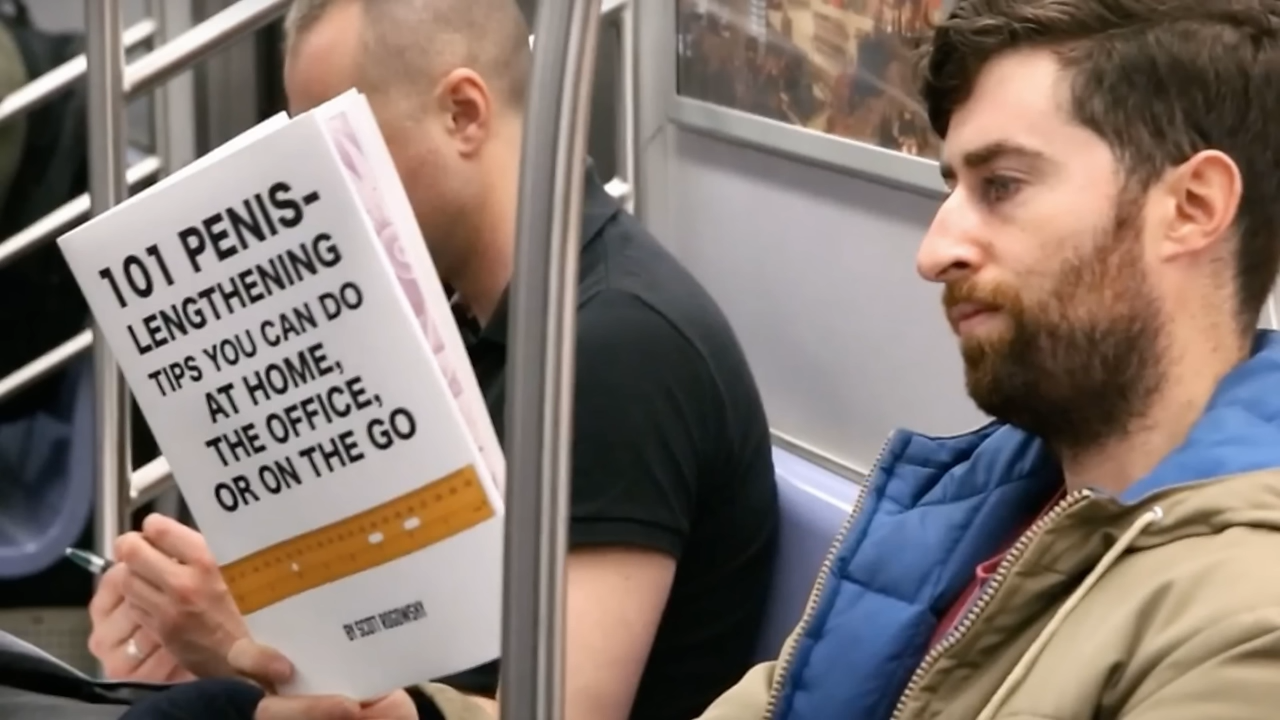 101 PENIS-
LENGTHENING
TIPS YOU CAN DO
AT HOME,
THE OFFICE,
OR ON THE GO
BY SCOTT ROGOWSKY